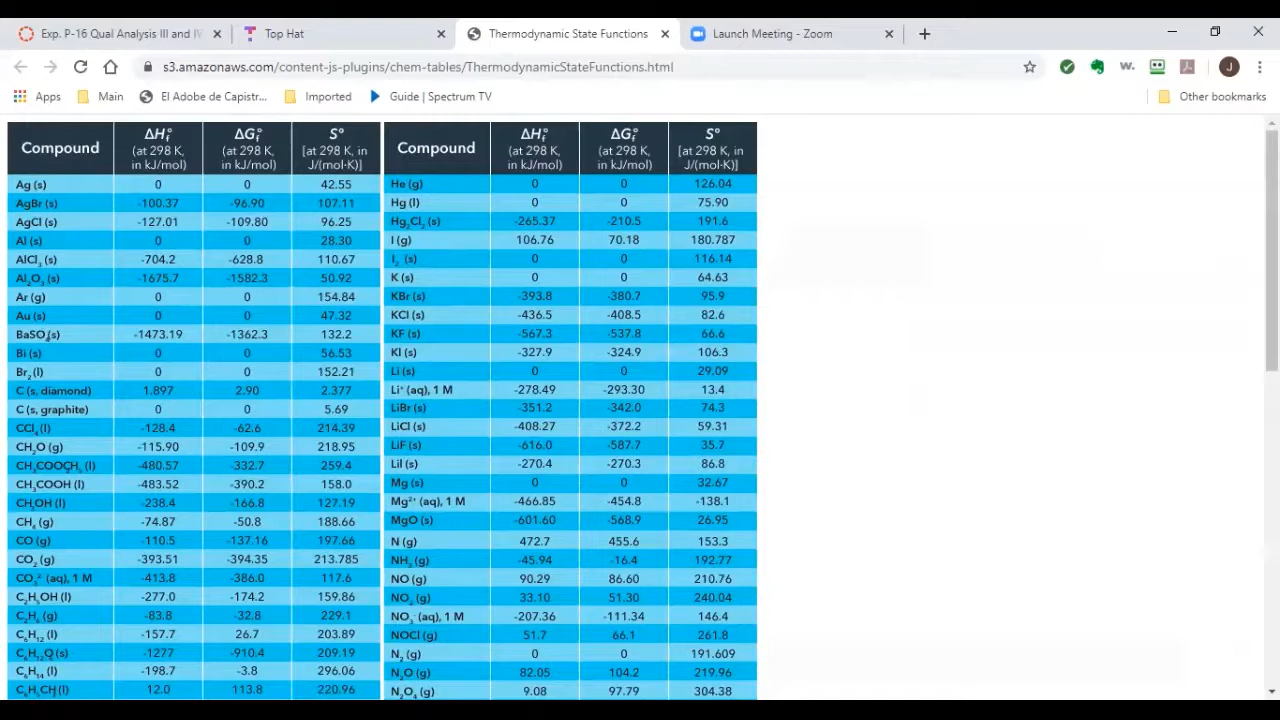 Exp. P-16 Qual Analysis III and IV
Top Hat
Thermodynamic State Functions
Launch Meeting - Zoom
s3.amazonaws.com/content-js-plugins/chem-tables/ThermodynamicStateFunctions.html
J
Apps
Main
El Adobe de Capistr...
Imported
Guide | Spectrum TV
Other bookmarks
Compound ΔHf° (at 298 K, in kJ/mol) ΔGf° (at 298 K, in kJ/mol) S° [at 298 K, in J/(mol·K)]
Ag (s) 0 0 42.55
AgBr (s) -100.37 -96.90 107.11
AgCl (s) -127.01 -109.80 96.25
Al (s) 0 0 28.30
AlCl₃ (s) -704.2 -628.8 110.67
Al₂O₃ (s) -1675.7 -1582.3 50.92
Ar (g) 0 0 154.84
Au (s) 0 0 47.32
BaSO₄(s) -1473.19 -1362.3 132.2
Bi (s) 0 0 56.53
Br₂ (l) 0 0 152.21
C (s, diamond) 1.897 2.90 2.377
C (s, graphite) 0 0 5.69
CCl₄ (l) -128.4 -62.6 214.39
CH₂O (g) -115.90 -109.9 218.95
CH₃COOCH₃ (l) -480.57 -332.7 259.4
CH₃COOH (l) -483.52 -390.2 158.0
CH₃OH (l) -238.4 -166.8 127.19
CH₄ (g) -74.87 -50.8 188.66
CO (g) -110.5 -137.16 197.66
CO₂ (g) -393.51 -394.35 213.785
CO₃²⁻ (aq), 1 M -413.8 -386.0 117.6
C₂H₅OH (l) -277.0 -174.2 159.86
C₂H₆ (g) -83.8 -32.8 229.1
C₆H₁₂ (l) -157.7 26.7 203.89
C₆H₁₂O₆(s) -1277 -910.4 209.19
C₆H₁₄ (l) -198.7 -3.8 296.06
C₆H₅CH₃(l) 12.0 113.8 220.96
Compound ΔHf° (at 298 K, in kJ/mol) ΔGf° (at 298 K, in kJ/mol) S° [at 298 K, in J/(mol·K)]
He (g) 0 0 126.04
Hg (l) 0 0 75.90
Hg₂Cl₂ (s) -265.37 -210.5 191.6
I (g) 106.76 70.18 180.787
I₂ (s) 0 0 116.14
K (s) 0 0 64.63
KBr (s) -393.8 -380.7 95.9
KCl (s) -436.5 -408.5 82.6
KF (s) -567.3 -537.8 66.6
KI (s) -327.9 -324.9 106.3
Li (s) 0 0 29.09
Li⁺ (aq), 1 M -278.49 -293.30 13.4
LiBr (s) -351.2 -342.0 74.3
LiCl (s) -408.27 -372.2 59.31
LiF (s) -616.0 -587.7 35.7
LiI (s) -270.4 -270.3 86.8
Mg (s) 0 0 32.67
Mg²⁺ (aq), 1 M -466.85 -454.8 -138.1
MgO (s) -601.60 -568.9 26.95
N (g) 472.7 455.6 153.3
NH₃ (g) -45.94 -16.4 192.77
NO (g) 90.29 86.60 210.76
NO₂ (g) 33.10 51.30 240.04
NO₃⁻ (aq), 1 M -207.36 -111.34 146.4
NOCl (g) 51.7 66.1 261.8
N₂ (g) 0 0 191.609
N₂O (g) 82.05 104.2 219.96
N₂O₄ (g) 9.08 97.79 304.38